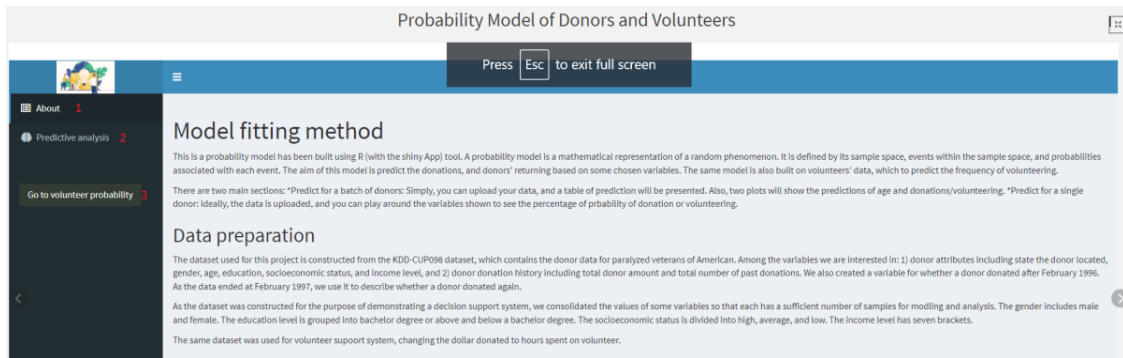 Probability Model of Donors and Volunteers
Press Esc to exit full screen
About 1
Predictive analysis 2
Go to volunteer probability 3
Model fitting method
This is a probability model has been built using R (with the shiny App) tool. A probability model is a mathematical representation of a random phenomenon. It is defined by its sample space, events within the sample space, and probabilities
associated with each event. The aim of this model is predict the donations, and donors' returning based on some chosen variables. The same model is also built on volunteers' data, which to predict the frequency of volunteering.
There are two main sections: *Predict for a batch of donors: Simply, you can upload your data, and a table of prediction will be presented. Also, two plots will show the predictions of age and donations/volunteering. *Predict for a single
donor: ideally, the data is uploaded, and you can play around the variables shown to see the percentage of prbability of donation or volunteering.
Data preparation
The dataset used for this project is constructed from the KDD-CUP098 dataset, which contains the donor data for paralyzed veterans of American. Among the variables we are interested in: 1) donor attributes including state the donor located,
gender, age, education, socioeconomic status, and income level, and 2) donor donation history including total donor amount and total number of past donations. We also created a variable for whether a donor donated after February 1996.
As the data ended at February 1997, we use it to describe whether a donor donated again.
As the dataset was constructed for the purpose of demonstrating a decision support system, we consolidated the values of some variables so that each has a sufficient number of samples for modling and analysis. The gender includes male
and female. The education level is grouped into bachelor degree or above and below a bachelor degree. The socioeconomic status is divided into high, average, and low. The income level has seven brackets.
The same dataset was used for volunteer supoort system, changing the dollar donated to hours spent on volunteer.